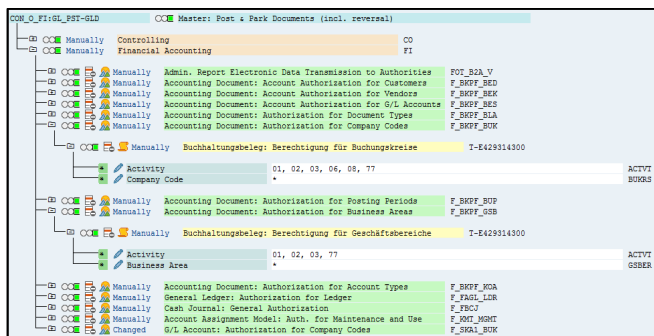 CON_O_FI:GL_PST-GLD Master: Post & Park Documents (incl. reversal)
Manually Controlling CO
Manually Financial Accounting FI
Manually Admin. Report Electronic Data Transmission to Authorities FOT_B2A_V
Manually Accounting Document: Account Authorization for Customers F_BKPF_BED
Manually Accounting Document: Account Authorization for Vendors F_BKPF_BEK
Manually Accounting Document: Account Authorization for G/L Accounts F_BKPF_BES
Manually Accounting Document: Authorization for Document Types F_BKPF_BLA
Manually Accounting Document: Authorization for Company Codes F_BKPF_BUK
Manually Buchhaltungsbeleg: Berechtigung für Buchungskreise T-E429314300
* Activity 01, 02, 03, 06, 08, 77 ACTVT
* Company Code * BUKRS
Manually Accounting Document: Authorization for Posting Periods F_BKPF_BUP
Manually Accounting Document: Authorization for Business Areas F_BKPF_GSB
Manually Buchhaltungsbeleg: Berechtigung für Geschäftsbereiche T-E429314300
* Activity 01, 02, 03, 77 ACTVT
* Business Area * GSBER
Manually Accounting Document: Authorization for Account Types F_BKPF_KOA
Manually General Ledger: Authorization for Ledger F_FAGL_LDR
Manually Cash Journal: General Authorization F_FBCJ
Manually Account Assignment Model: Auth. for Maintenance and Use F_KMT_MGMT
Changed G/L Account: Authorization for Company Codes F_SKA1_BUK